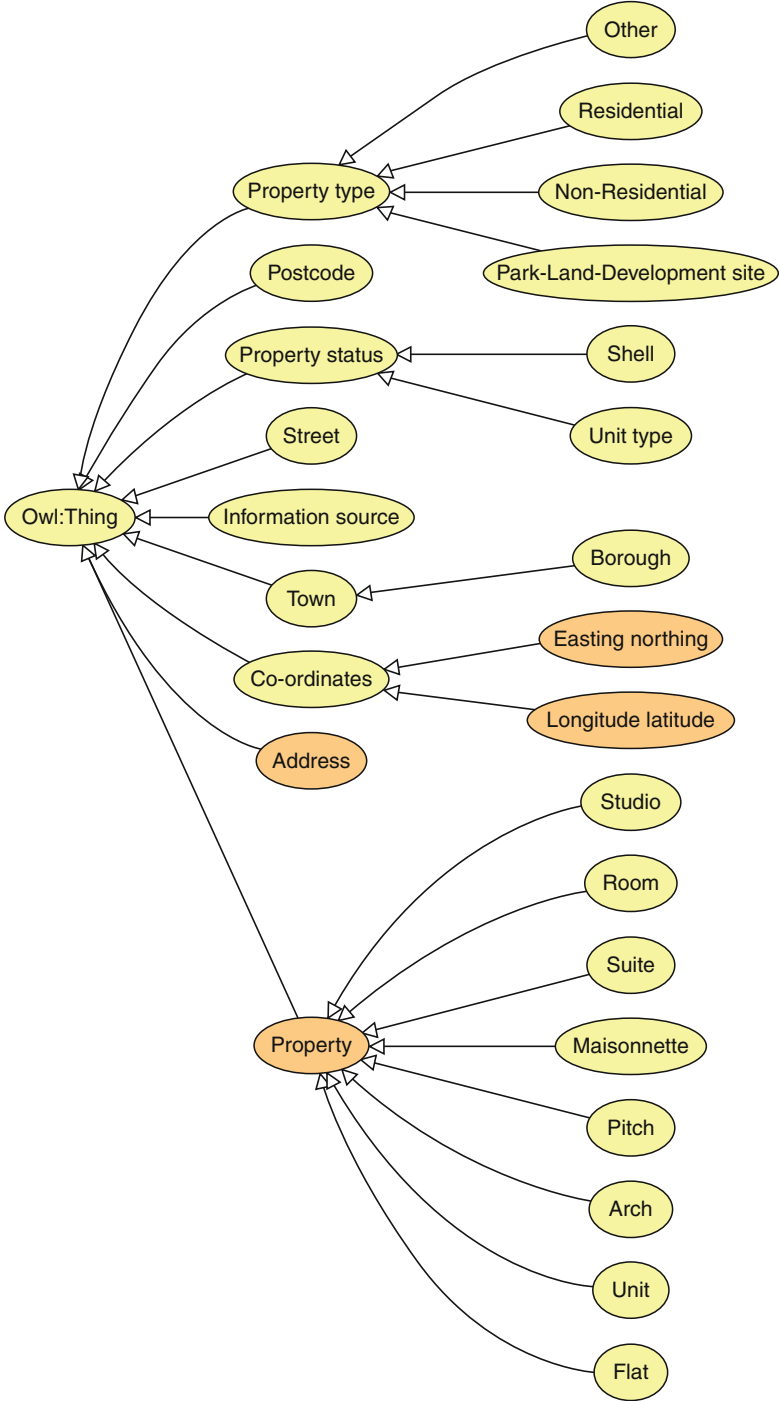 Other
Residential
Property type
Non-Residential
Postcode
Park-Land-Development site
Property status
Shell
Street
Unit type
Owl:Thing
Information source
Town
Borough
Easting northing
Co-ordinates
Longitude latitude
Address
Studio
Room
Suite
Property
Maisonnette
Pitch
Arch
Unit
Flat